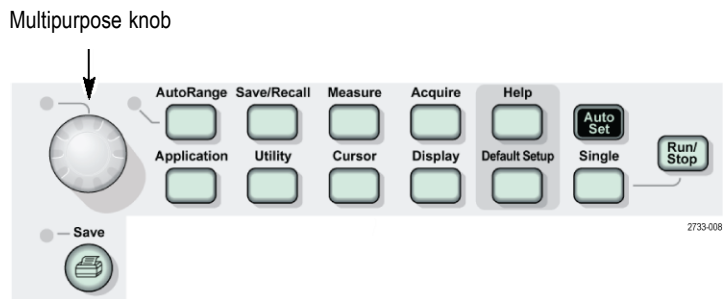 Multipurpose knob
AutoRange Save/Recall Measure Acquire Help
Auto
Set
Run/
Stop
Application Utility Cursor Display Default Setup Single
2733-008
Save